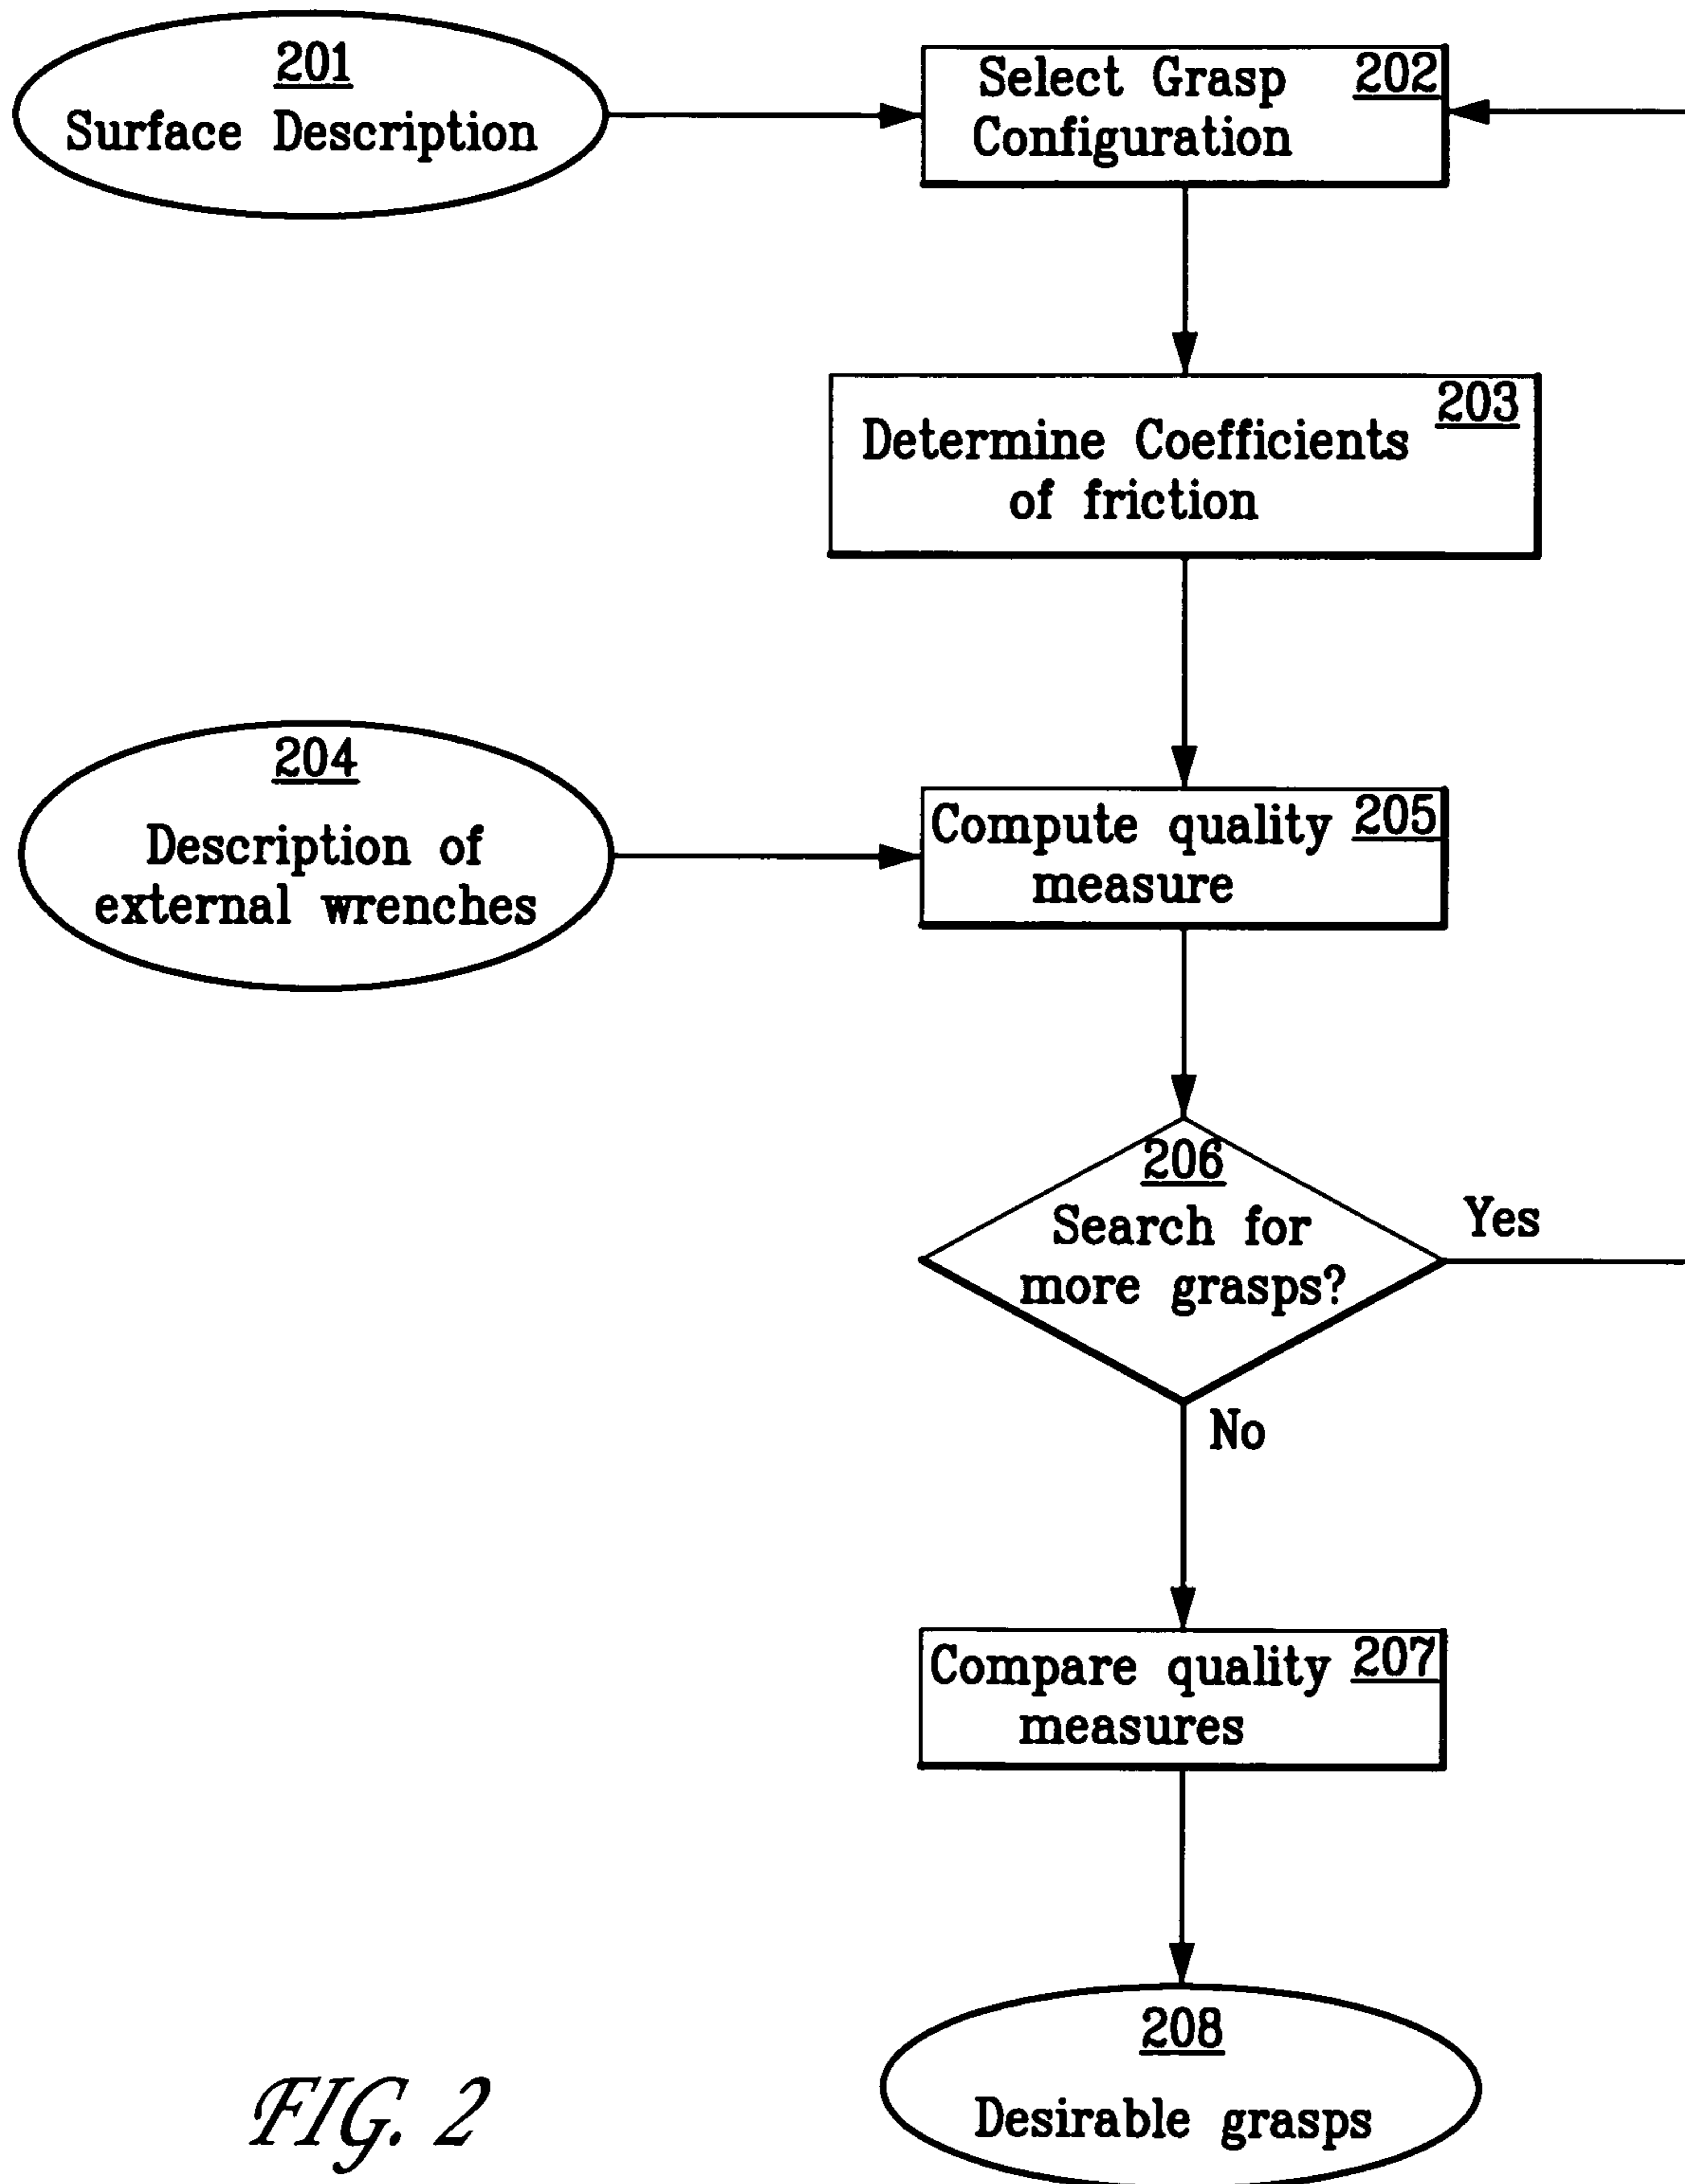 201
Surface Description
Select Grasp 202
Configuration
203
Determine Coefficients
of friction
204
Description of
external wrenches
Compute quality 205
measure
206
Search for
more grasps?
Yes
No
Compare quality 207
measures
208
Desirable grasps
FIG. 2